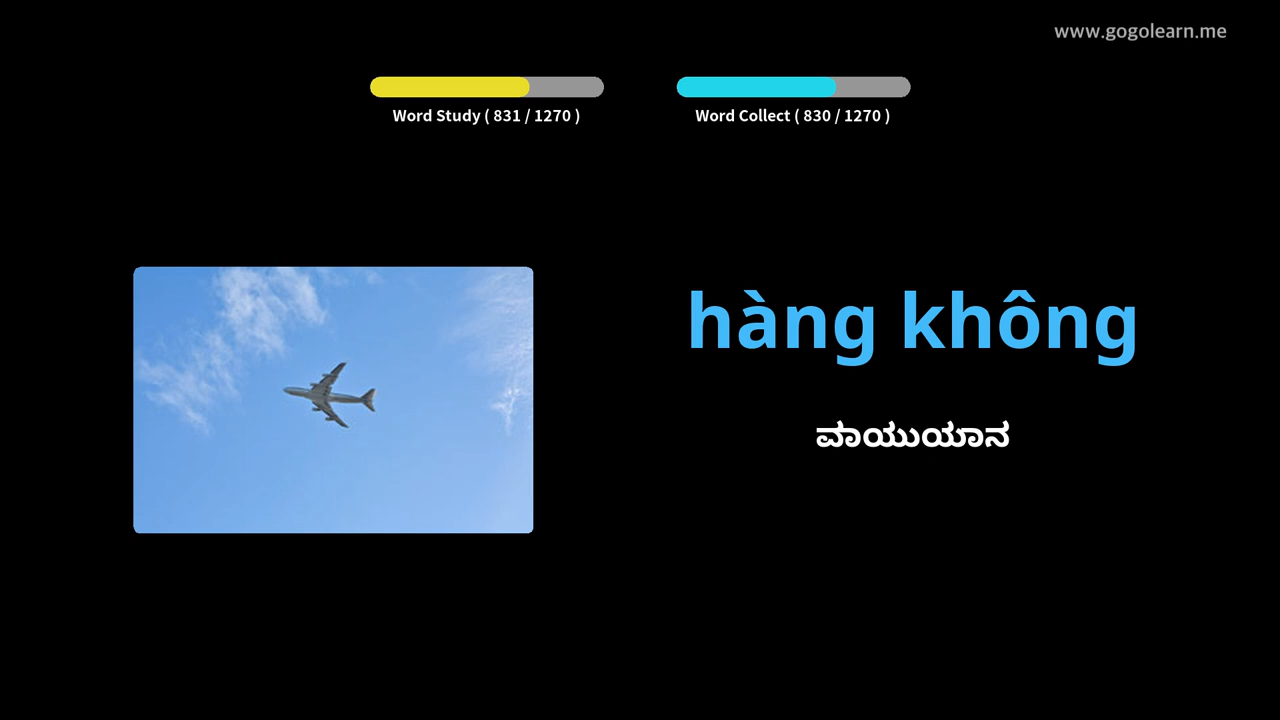 www.gogolearn.me
Word Study ( 831 / 1270 )
Word Collect ( 830 / 1270 )
hàng không
ವಾಯುಯಾನ